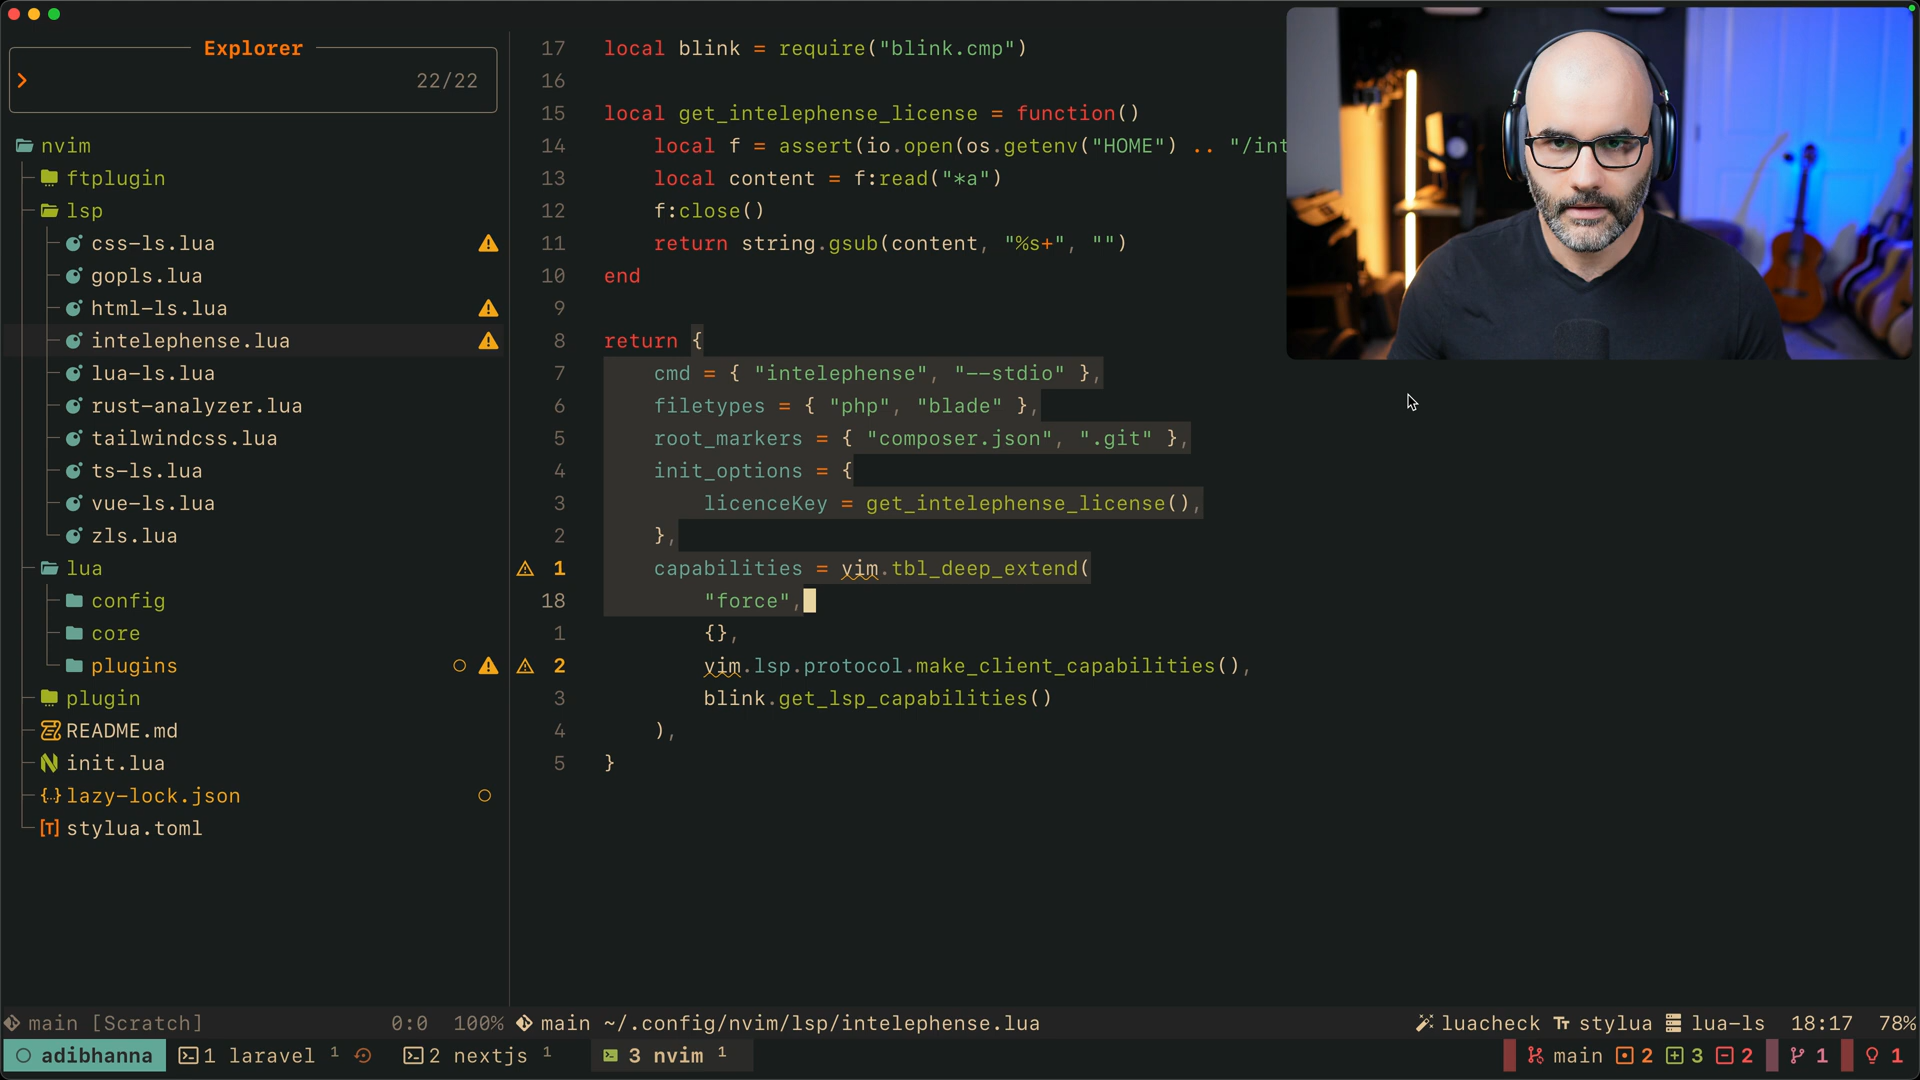 Explorer
22/22
nvim
ftplugin
lsp
css-ls.lua
gopls.lua
html-ls.lua
intelephense.lua
lua-ls.lua
rust-analyzer.lua
tailwindcss.lua
ts-ls.lua
vue-ls.lua
zls.lua
lua
config
core
plugins
plugin
README.md
init.lua
{..} lazy-lock.json
[T] stylua.toml
17 local blink = require("blink.cmp")
16
15 local get_intelephense_license = function()
14 local f = assert(io.open(os.getenv("HOME") .. "/int
13 local content = f:read("*a")
12 f:close()
11 return string.gsub(content, "%s+", "")
10 end
9
8 return {
7 cmd = { "intelephense", "--stdio" },
6 filetypes = { "php", "blade" },
5 root_markers = { "composer.json", ".git" },
4 init_options = {
3 licenceKey = get_intelephense_license(),
2 },
1 capabilities = vim.tbl_deep_extend(
18 "force",
1 {},
2 vim.lsp.protocol.make_client_capabilities(),
3 blink.get_lsp_capabilities()
4 ),
5 }
main [Scratch] 0:0 100% main ~/.config/nvim/lsp/intelephense.lua luacheck Tт stylua lua-ls 18:17 78%
adibhanna 1 laravel 1 2 nextjs 1 3 nvim 1 main 2 3 2 1 1